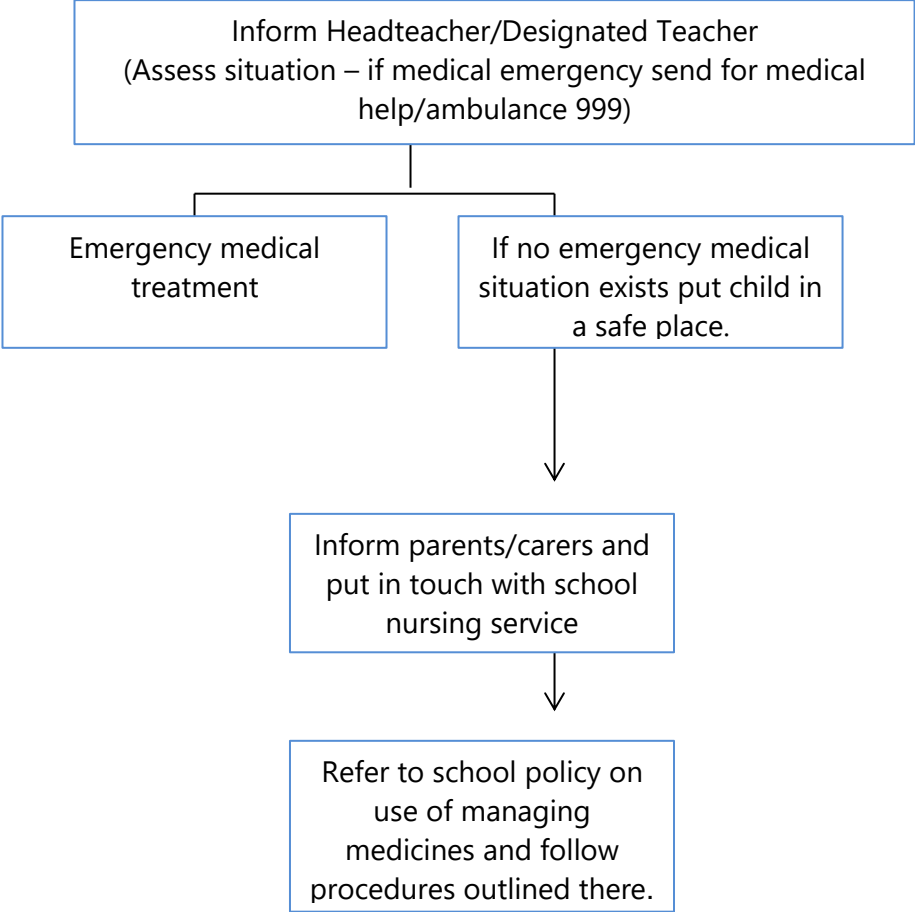 Inform Headteacher/Designated Teacher
(Assess situation – if medical emergency send for medical
help/ambulance 999)
Emergency medical
treatment
If no emergency medical
situation exists put child in
a safe place.
Inform parents/carers and
put in touch with school
nursing service
Refer to school policy on
use of managing
medicines and follow
procedures outlined there.